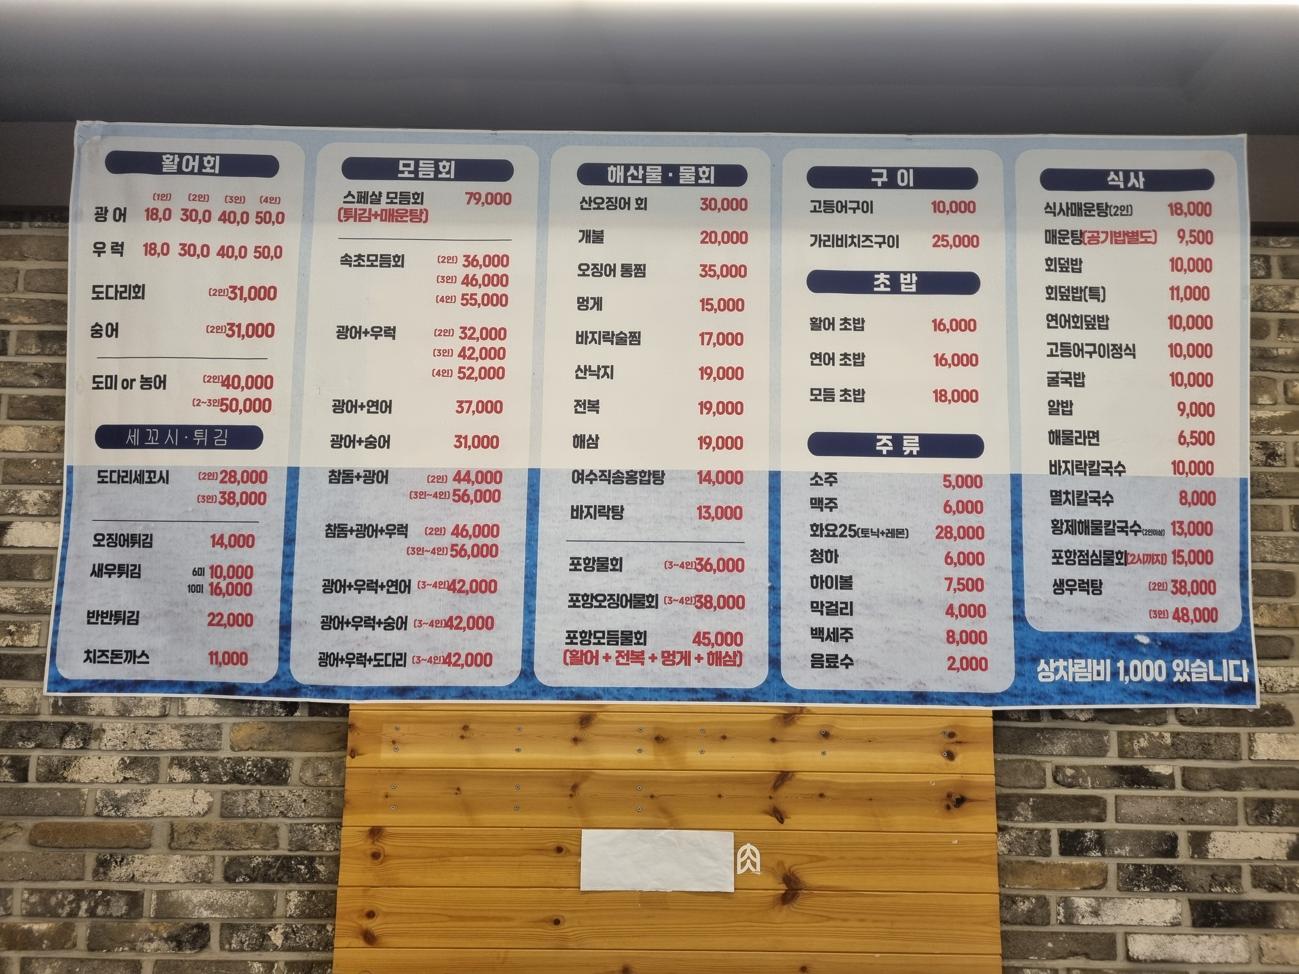 활어회
(1인) (2인) (3인) (4인)
광어 18,0 30,0 40,0 50,0
우럭 18,0 30,0 40,0 50,0
도다리회 (2인)31,000
숭어 (2인)31,000
도미 or 농어 (2인)40,000
(2~3인)50,000
세꼬시·튀김
도다리세꼬시 (2인)28,000
(3인)38,000
오징어튀김 14,000
새우튀김 6미 10,000
10미 16,000
반반튀김 22,000
치즈돈까스 11,000
모듬회
스페샬 모듬회 79,000
(튀김+매운탕)
속초모듬회 (2인) 36,000
(3인) 46,000
(4인) 55,000
광어+우럭 (2인) 32,000
(3인) 42,000
(4인) 52,000
광어+연어 37,000
광어+숭어 31,000
참돔+광어 (2인) 44,000
(3인~4인) 56,000
참돔+광어+우럭 (2인) 46,000
(3인~4인) 56,000
광어+우럭+연어 (3~4인)42,000
광어+우럭+숭어 (3~4인)42,000
광어+우럭+도다리 (3~4인)42,000
해산물·물회
산오징어 회 30,000
개불 20,000
오징어 통찜 35,000
멍게 15,000
바지락술찜 17,000
산낙지 19,000
전복 19,000
해삼 19,000
여수직송홍합탕 14,000
바지락탕 13,000
포항물회 (3~4인)36,000
포항오징어물회 (3~4인)38,000
포항모듬물회 45,000
(활어 + 전복 + 멍게 + 해삼)
구이
고등어구이 10,000
가리비치즈구이 25,000
초밥
활어 초밥 16,000
연어 초밥 16,000
모듬 초밥 18,000
주류
소주 5,000
맥주 6,000
화요25(토닉+레몬) 28,000
청하 6,000
하이볼 7,500
막걸리 4,000
백세주 8,000
음료수 2,000
식사
식사매운탕(2인) 18,000
매운탕(공기밥별도) 9,500
회덮밥 10,000
회덮밥(특) 11,000
연어회덮밥 10,000
고등어구이정식 10,000
굴국밥 10,000
알밥 9,000
해물라면 6,500
바지락칼국수 10,000
멸치칼국수 8,000
황제해물칼국수(2인이상) 13,000
포항점심물회(2시까지) 15,000
생우럭탕 (2인) 38,000
(3인) 48,000
상차림비 1,000 있습니다